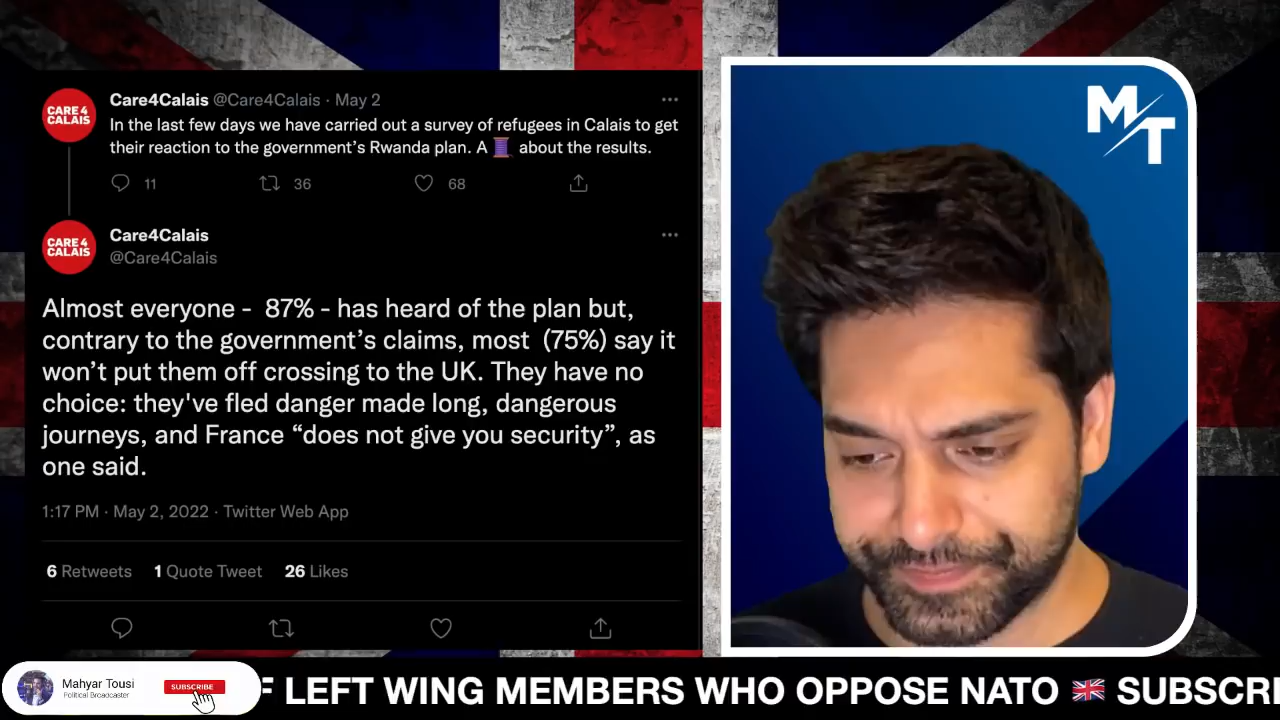 Care4Calais @Care4Calais · May 2
In the last few days we have carried out a survey of refugees in Calais to get
their reaction to the government's Rwanda plan. A 🧵 about the results.
11 36 68
CARE4
CALAIS
Care4Calais
@Care4Calais
CARE4
CALAIS
Almost everyone - 87% - has heard of the plan but,
contrary to the government's claims, most (75%) say it
won't put them off crossing to the UK. They have no
choice: they've fled danger made long, dangerous
journeys, and France “does not give you security”, as
one said.
1:17 PM · May 2, 2022 · Twitter Web App
6 Retweets 1 Quote Tweet 26 Likes
M/T
Mahyar Tousi
Political Broadcaster
SUBSCRIBE
F LEFT WING MEMBERS WHO OPPOSE NATO 🇬🇧 SUBSCRI